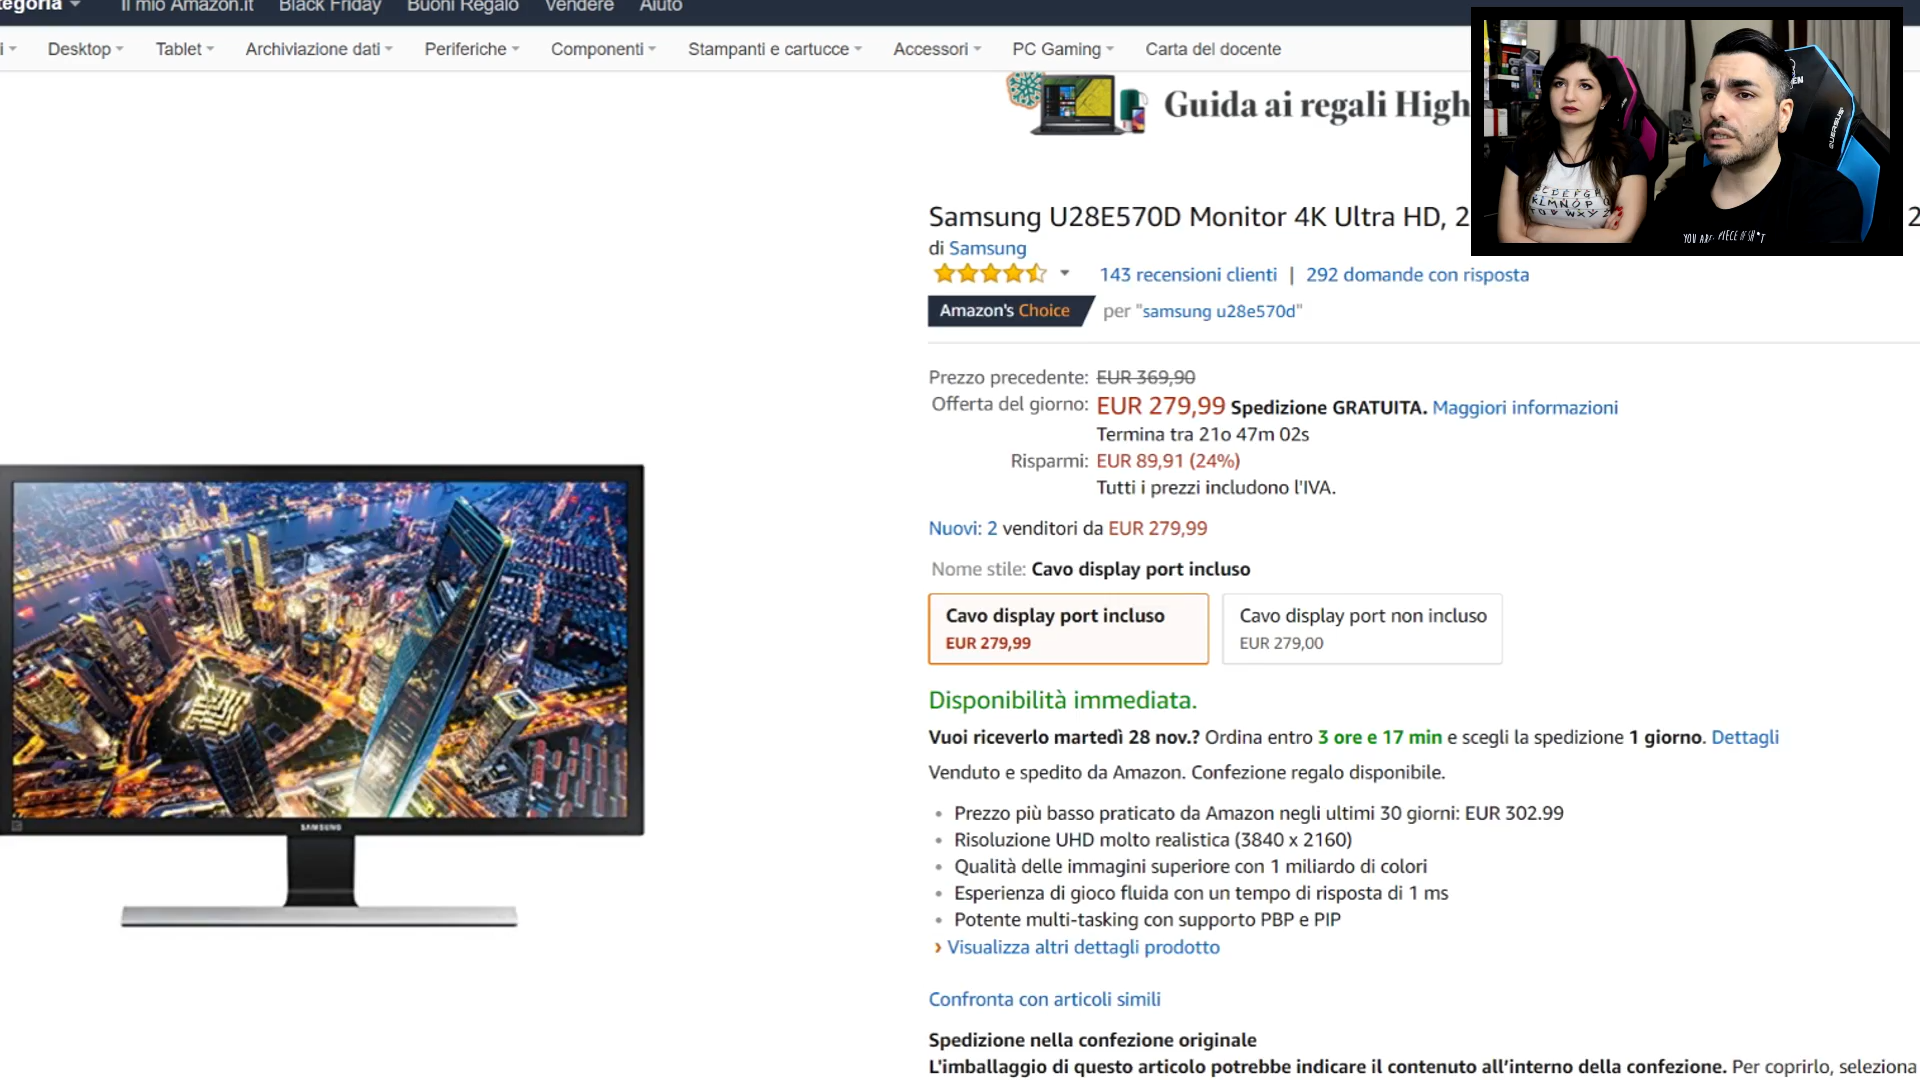 Il mio Amazon.it Black Friday Buoni Regalo Vendere Aiuto
Desktop Tablet Archiviazione dati Periferiche Componenti Stampanti e cartucce Accessori PC Gaming Carta del docente
Guida ai regali High
Samsung U28E570D Monitor 4K Ultra HD, 2
di Samsung
143 recensioni clienti | 292 domande con risposta
Amazon's Choice per "samsung u28e570d"
Prezzo precedente: EUR 369,90
Offerta del giorno: EUR 279,99 Spedizione GRATUITA. Maggiori informazioni
Termina tra 21o 47m 02s
Risparmi: EUR 89,91 (24%)
Tutti i prezzi includono l'IVA.
Nuovi: 2 venditori da EUR 279,99
Nome stile: Cavo display port incluso
Cavo display port incluso
EUR 279,99
Cavo display port non incluso
EUR 279,00
Disponibilità immediata.
Vuoi riceverlo martedì 28 nov.? Ordina entro 3 ore e 17 min e scegli la spedizione 1 giorno. Dettagli
Venduto e spedito da Amazon. Confezione regalo disponibile.
Prezzo più basso praticato da Amazon negli ultimi 30 giorni: EUR 302.99
Risoluzione UHD molto realistica (3840 x 2160)
Qualità delle immagini superiore con 1 miliardo di colori
Esperienza di gioco fluida con un tempo di risposta di 1 ms
Potente multi-tasking con supporto PBP e PIP
› Visualizza altri dettagli prodotto
Confronta con articoli simili
Spedizione nella confezione originale
L'imballaggio di questo articolo potrebbe indicare il contenuto all'interno della confezione. Per coprirlo, seleziona
SAMSUNG